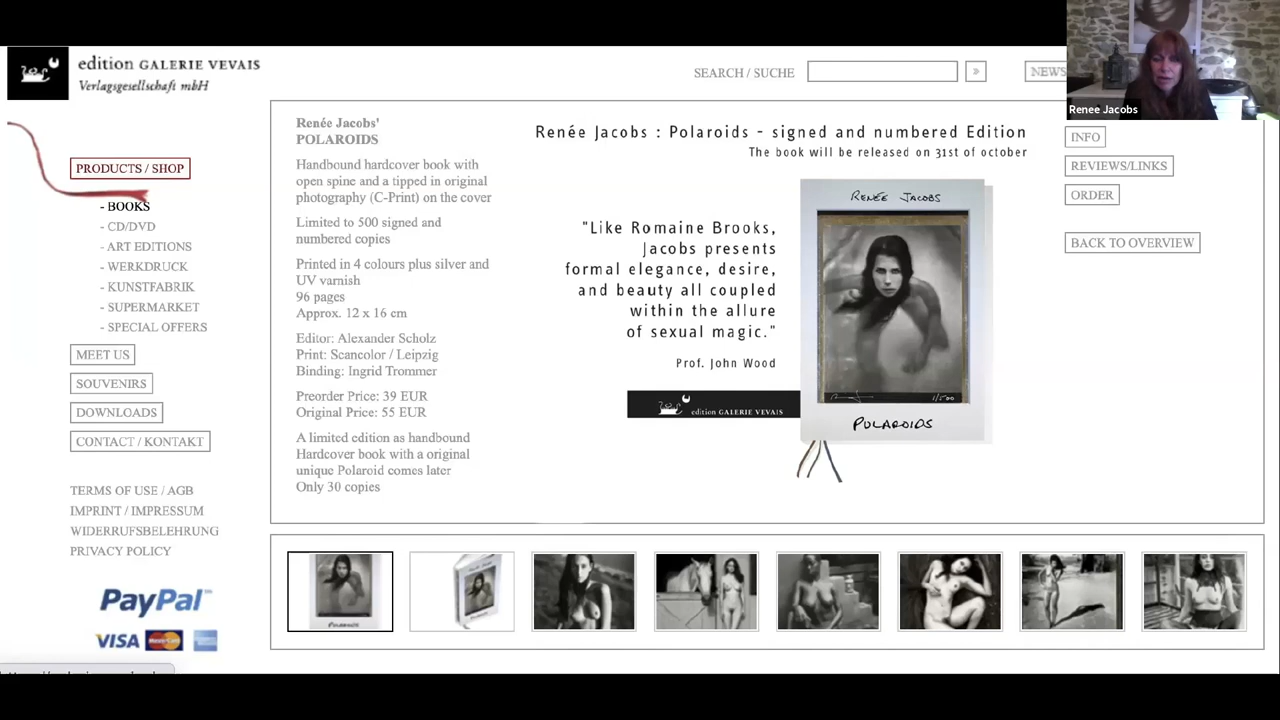 edition GALERIE VEVAIS
Verlagsgesellschaft mbH
SEARCH / SUCHE
»
NEWS
Renee Jacobs
PRODUCTS / SHOP
- BOOKS
- CD/DVD
- ART EDITIONS
- WERKDRUCK
- KUNSTFABRIK
- SUPERMARKET
- SPECIAL OFFERS
MEET US
SOUVENIRS
DOWNLOADS
CONTACT / KONTAKT
TERMS OF USE / AGB
IMPRINT / IMPRESSUM
WIDERRUFSBELEHRUNG
PRIVACY POLICY
PayPal
VISA
MasterCard
Renée Jacobs'
POLAROIDS
Handbound hardcover book with
open spine and a tipped in original
photography (C-Print) on the cover
Limited to 500 signed and
numbered copies
Printed in 4 colours plus silver and
UV varnish
96 pages
Approx. 12 x 16 cm
Editor: Alexander Scholz
Print: Scancolor / Leipzig
Binding: Ingrid Trommer
Preorder Price: 39 EUR
Original Price: 55 EUR
A limited edition as handbound
Hardcover book with a original
unique Polaroid comes later
Only 30 copies
Renée Jacobs : Polaroids - signed and numbered Edition
The book will be released on 31st of october
"Like Romaine Brooks,
Jacobs presents
formal elegance, desire,
and beauty all coupled
within the allure
of sexual magic."
Prof. John Wood
edition GALERIE VEVAIS
RENÉE JACOBS
1/500
POLAROIDS
INFO
REVIEWS/LINKS
ORDER
BACK TO OVERVIEW